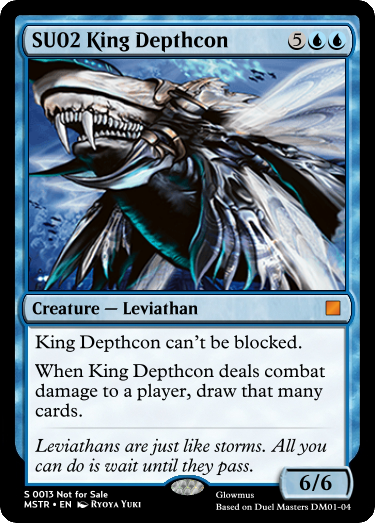 SU02 King Depthcon 5
Creature — Leviathan
King Depthcon can't be blocked.
When King Depthcon deals combat
damage to a player, draw that many
cards.
Leviathans are just like storms. All you
can do is wait until they pass.
6/6
S 0013 Not for Sale
MSTR • EN Ryoya Yuki
Glowmus
Based on Duel Masters DM01-04